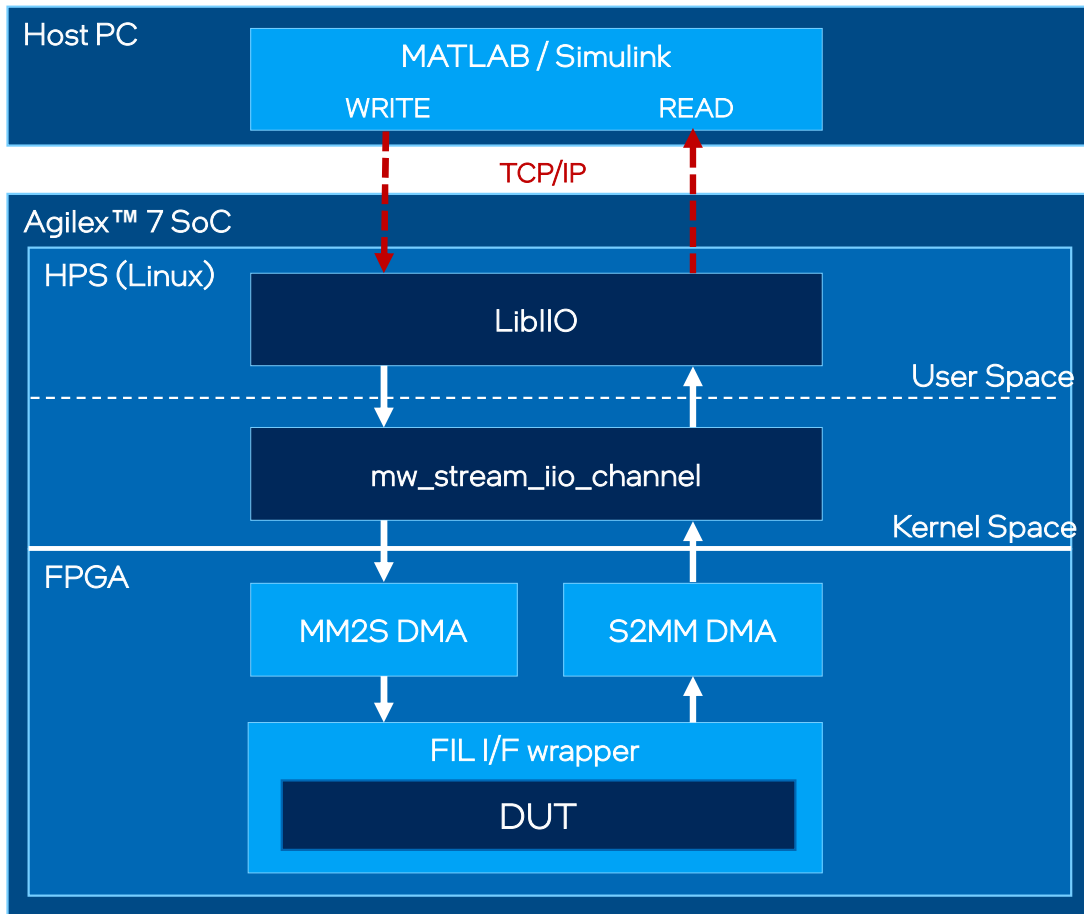 Host PC
MATLAB / Simulink
WRITE
READ
TCP/IP
Agilex™ 7 SoC
HPS (Linux)
LibIIO
User Space
mw_stream_iio_channel
Kernel Space
FPGA
MM2S DMA
S2MM DMA
FIL I/F wrapper
DUT